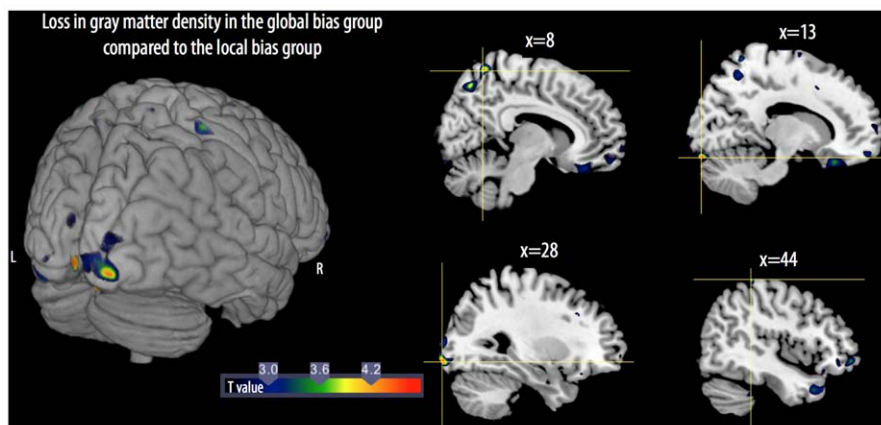 Loss in gray matter density in the global bias group
compared to the local bias group
x=8
x=13
L
R
x=28
x=44
3.0 3.6 4.2
T value